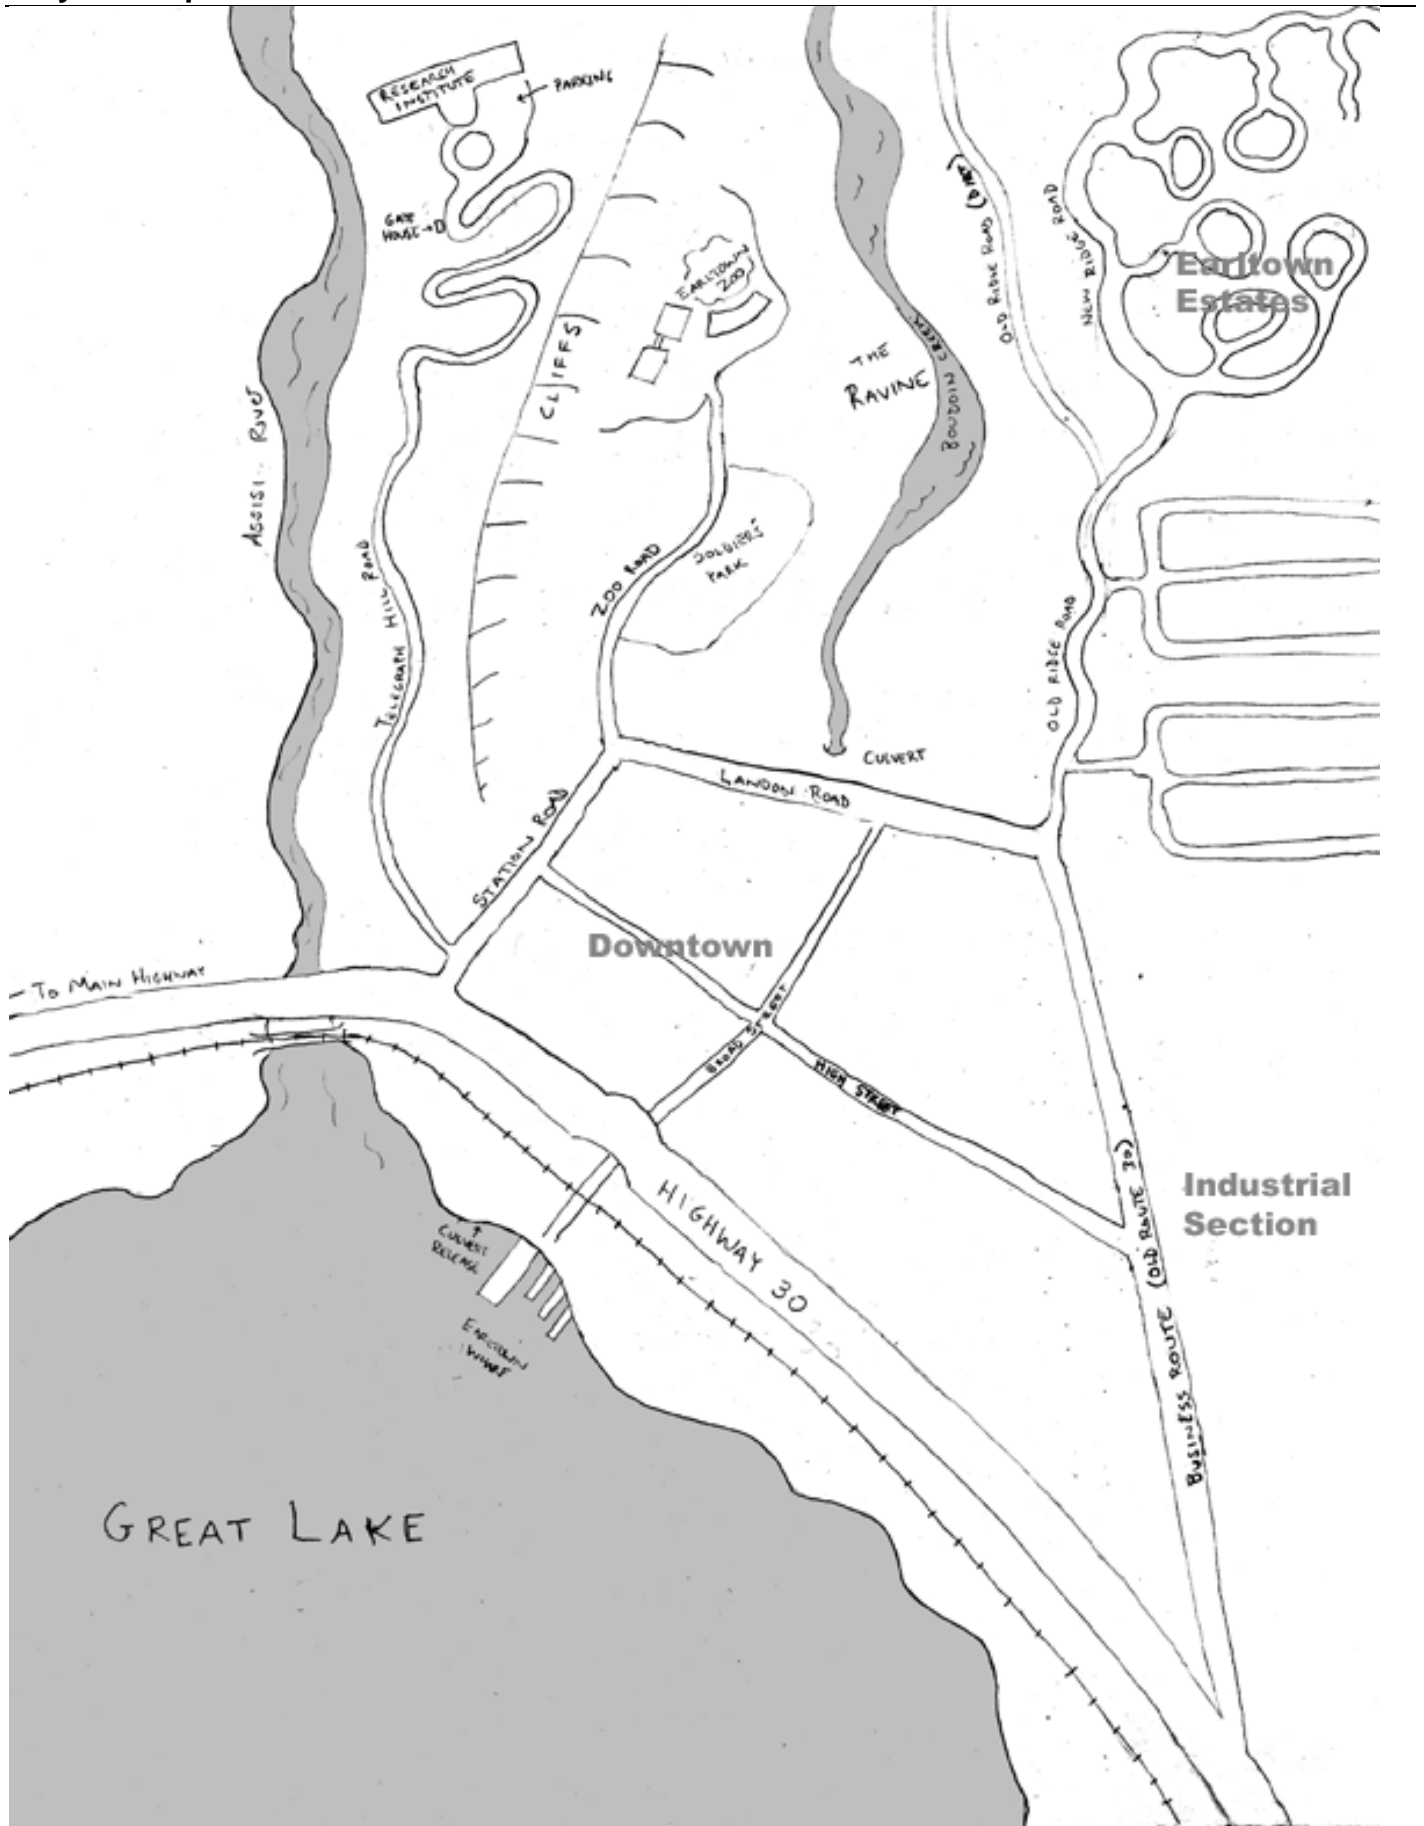 RESEARCH
INSTITUTE
PARKING
GATE
HOUSE
EARLTOWN
ZOO
CLIFFS
THE
RAVINE
BOUDOIN CREEK
OLD RIDGE ROAD (DIRT)
NEW RIDGE ROAD
Earltown
Estates
ASSISI RIVER
TELEGRAPH HILL ROAD
ZOO ROAD
SOLDIERS'
PARK
OLD RIDGE ROAD
CULVERT
LANDON ROAD
STATION ROAD
Downtown
TO MAIN HIGHWAY
BROAD STREET
HIGH STREET
Industrial
Section
BUSINESS ROUTE (OLD ROUTE 30)
HIGHWAY 30
CULVERT
RELEASE
EARLTOWN
WHARF
GREAT LAKE